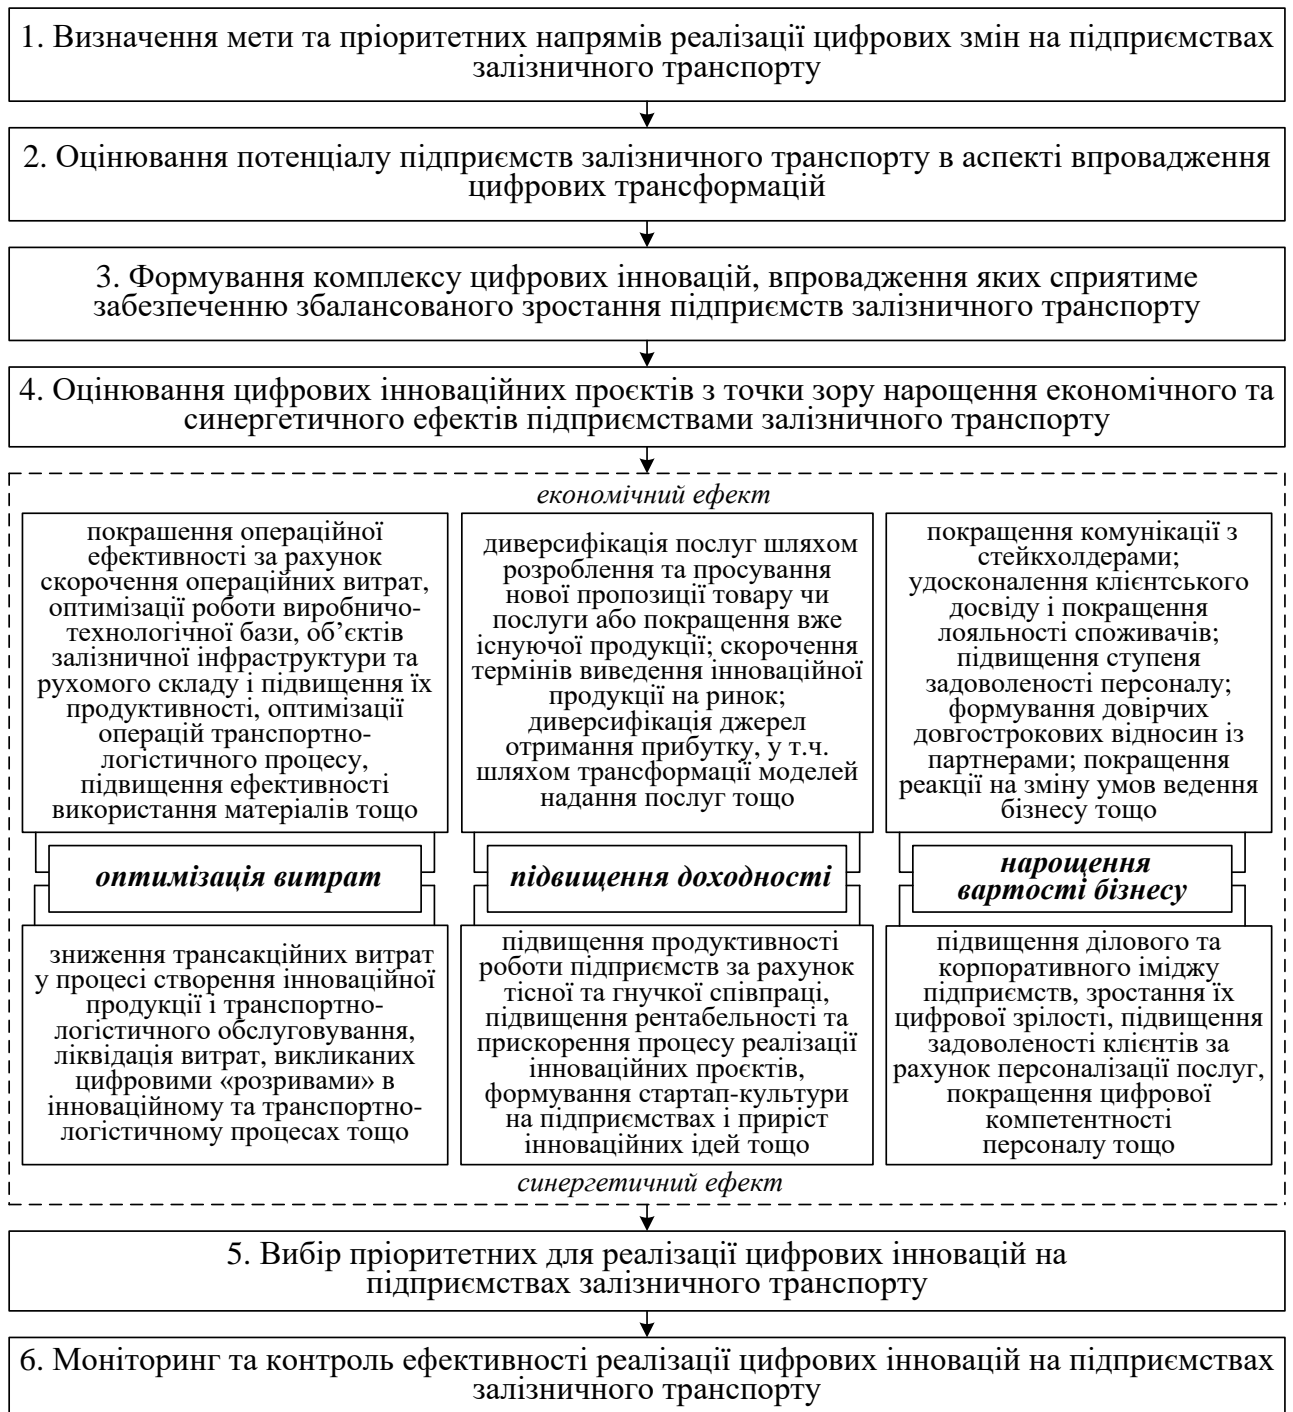 1. Визначення мети та пріоритетних напрямів реалізації цифрових змін на підприємствах
залізничного транспорту
2. Оцінювання потенціалу підприємств залізничного транспорту в аспекті впровадження
цифрових трансформацій
3. Формування комплексу цифрових інновацій, впровадження яких сприятиме
забезпеченню збалансованого зростання підприємств залізничного транспорту
4. Оцінювання цифрових інноваційних проєктів з точки зору нарощення економічного та
синергетичного ефектів підприємствами залізничного транспорту
економічний ефект
покрашення операційної
ефективності за рахунок
скорочення операційних витрат,
оптимізації роботи виробничо-
технологічної бази, об’єктів
залізничної інфраструктури та
рухомого складу і підвищення їх
продуктивності, оптимізації
операцій транспортно-
логістичного процесу,
підвищення ефективності
використання матеріалів тощо
диверсифікація послуг шляхом
розроблення та просування
нової пропозиції товару чи
послуги або покращення вже
існуючої продукції; скорочення
термінів виведення інноваційної
продукції на ринок;
диверсифікація джерел
отримання прибутку, у т.ч.
шляхом трансформації моделей
надання послуг тощо
покращення комунікації з
стейкхолдерами;
удосконалення клієнтського
досвіду і покращення
лояльності споживачів;
підвищення ступеня
задоволеності персоналу;
формування довірчих
довгострокових відносин із
партнерами; покращення
реакції на зміну умов ведення
бізнесу тощо
оптимізація витрат
підвищення доходності
нарощення
вартості бізнесу
зниження трансакційних витрат
у процесі створення інноваційної
продукції і транспортно-
логістичного обслуговування,
ліквідація витрат, викликаних
цифровими «розривами» в
інноваційному та транспортно-
логістичному процесах тощо
підвищення продуктивності
роботи підприємств за рахунок
тісної та гнучкої співпраці,
підвищення рентабельності та
прискорення процесу реалізації
інноваційних проєктів,
формування стартап-культури
на підприємствах і приріст
інноваційних ідей тощо
підвищення ділового та
корпоративного іміджу
підприємств, зростання їх
цифрової зрілості, підвищення
задоволеності клієнтів за
рахунок персоналізації послуг,
покращення цифрової
компетентності
персоналу тощо
синергетичний ефект
5. Вибір пріоритетних для реалізації цифрових інновацій на
підприємствах залізничного транспорту
6. Моніторинг та контроль ефективності реалізації цифрових інновацій на підприємствах
залізничного транспорту